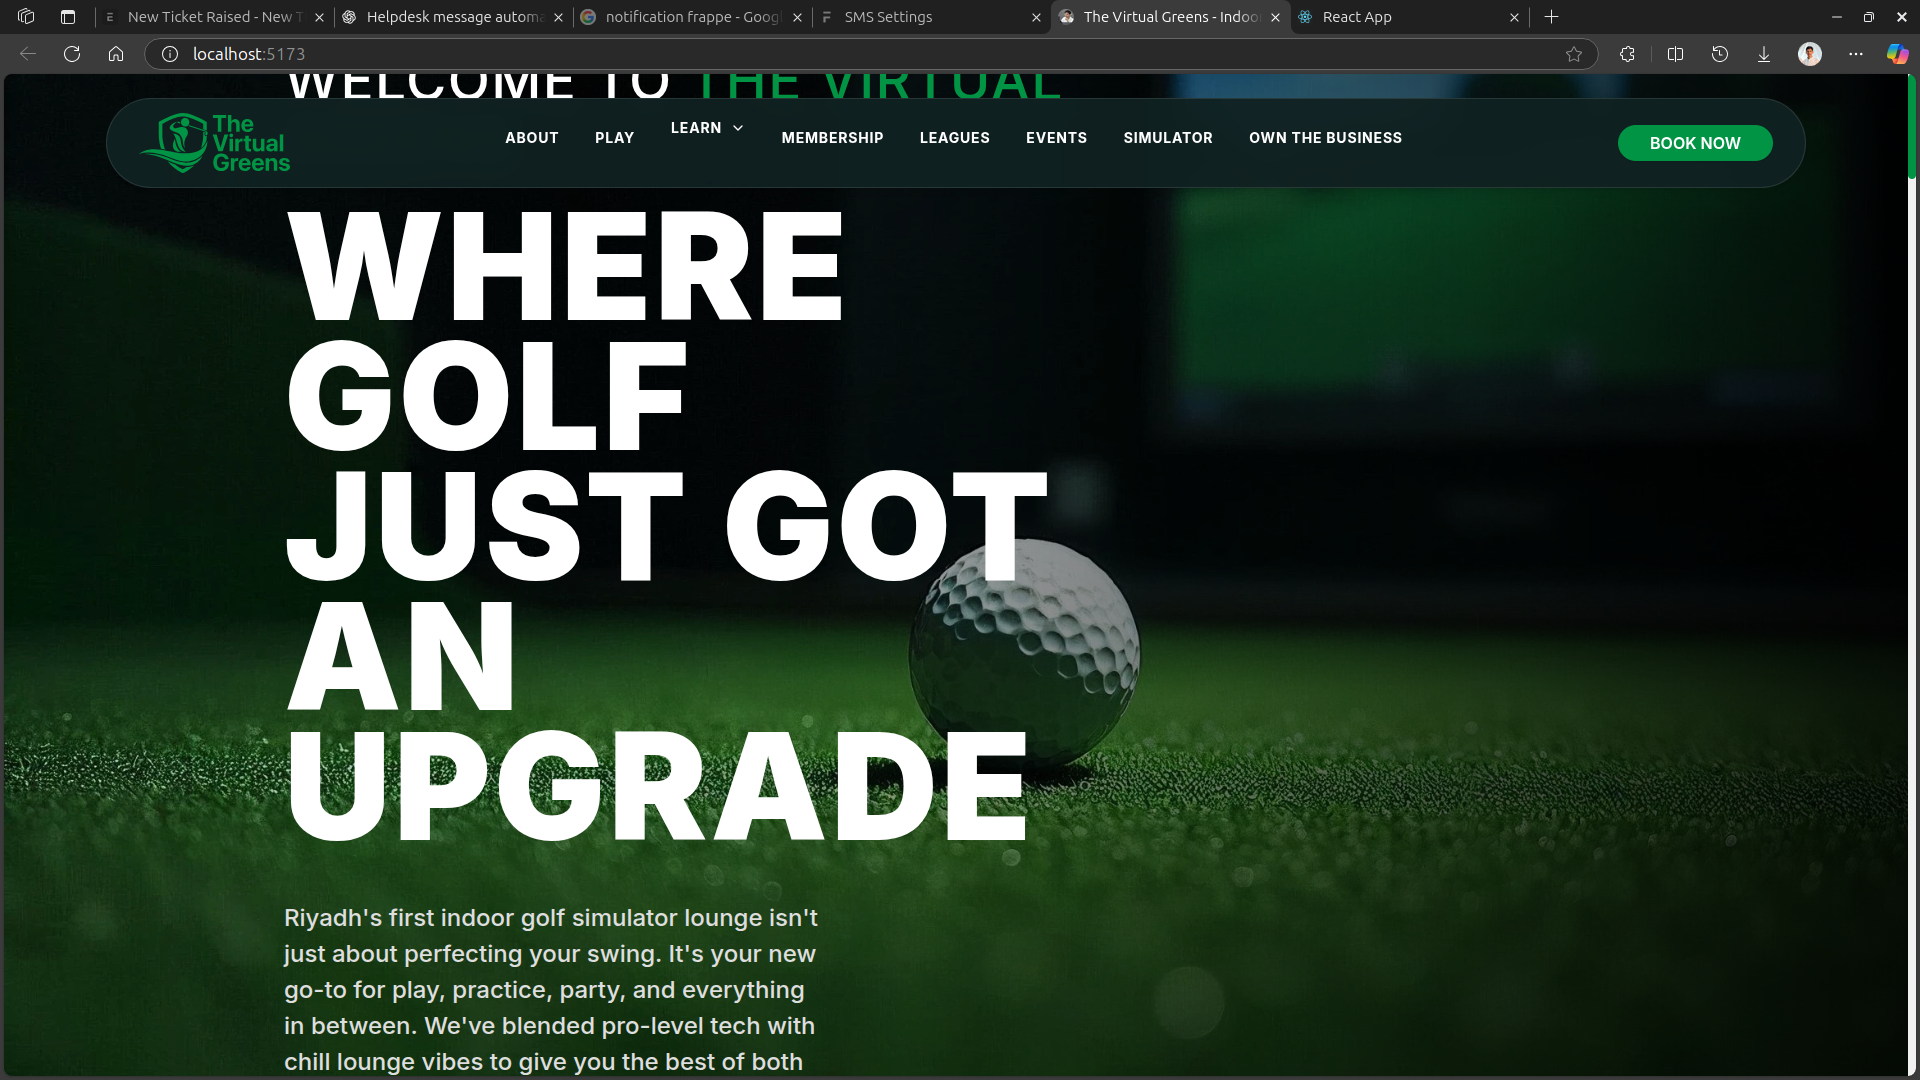 New Ticket Raised - New T
Helpdesk message automa
notification frappe - Goog
SMS Settings
The Virtual Greens - Indoo
React App
localhost:5173
WELCOME TO THE VIRTUAL
The
Virtual
Greens
ABOUT
PLAY
LEARN
MEMBERSHIP
LEAGUES
EVENTS
SIMULATOR
OWN THE BUSINESS
BOOK NOW
WHERE
GOLF
JUST GOT
AN
UPGRADE
Riyadh's first indoor golf simulator lounge isn't
just about perfecting your swing. It's your new
go-to for play, practice, party, and everything
in between. We've blended pro-level tech with
chill lounge vibes to give you the best of both